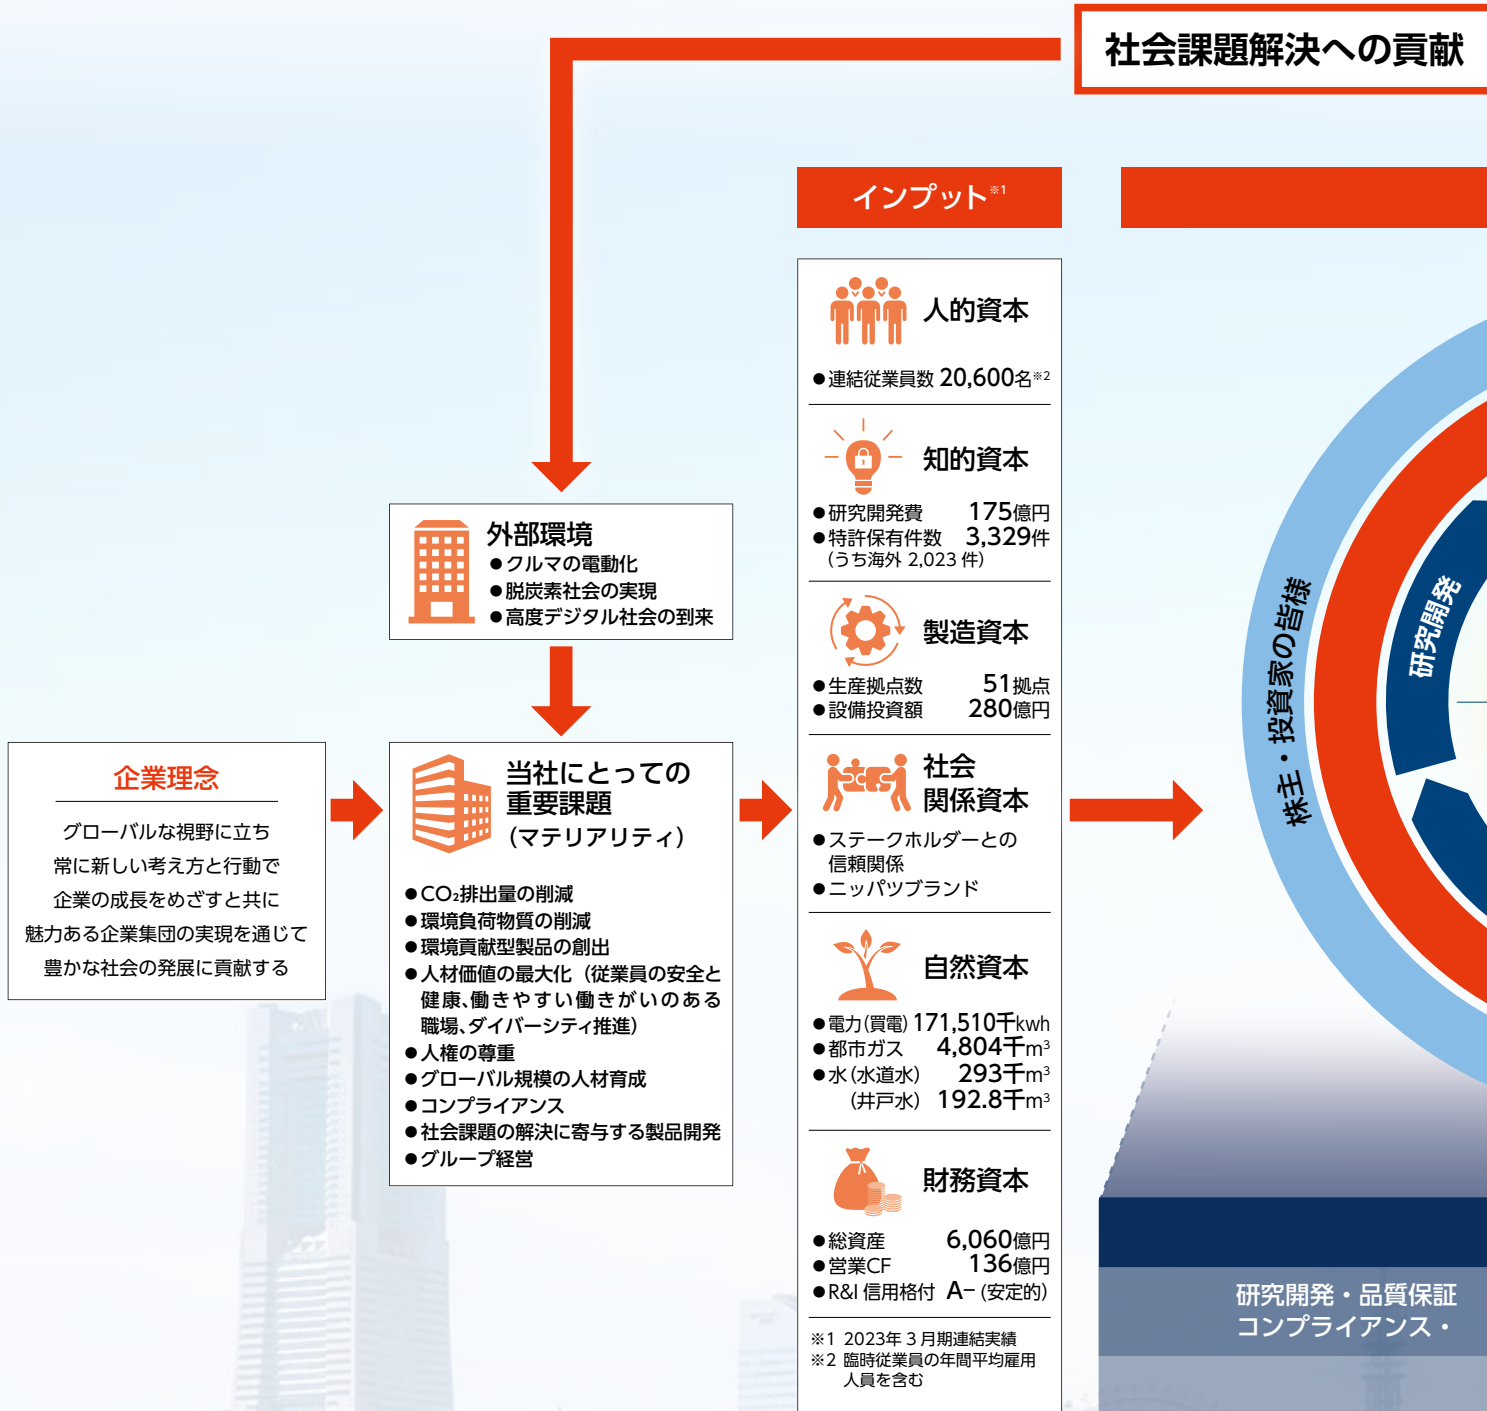 社会課題解決への貢献
インプット※1
人的資本
●連結従業員数 20,600名※2
知的資本
●研究開発費 175億円
●特許保有件数 3,329件
(うち海外 2,023 件)
製造資本
●生産拠点数 51拠点
●設備投資額 280億円
社会
関係資本
●ステークホルダーとの
信頼関係
●ニッパツブランド
自然資本
●電力(買電) 171,510千kwh
●都市ガス 4,804千m³
●水(水道水) 293千m³
(井戸水) 192.8千m³
財務資本
●総資産 6,060億円
●営業CF 136億円
●R&I 信用格付 A− (安定的)
※1 2023年3月期連結実績
※2 臨時従業員の年間平均雇用
人員を含む
外部環境
●クルマの電動化
●脱炭素社会の実現
●高度デジタル社会の到来
企業理念
グローバルな視野に立ち
常に新しい考え方と行動で
企業の成長をめざすと共に
魅力ある企業集団の実現を通じて
豊かな社会の発展に貢献する
当社にとっての
重要課題
(マテリアリティ)
●CO₂排出量の削減
●環境負荷物質の削減
●環境貢献型製品の創出
●人材価値の最大化（従業員の安全と
健康、働きやすい働きがいのある
職場、ダイバーシティ推進）
●人権の尊重
●グローバル規模の人材育成
●コンプライアンス
●社会課題の解決に寄与する製品開発
●グループ経営
株主・投資家の皆様
研究開発
研究開発・品質保証
コンプライアンス・